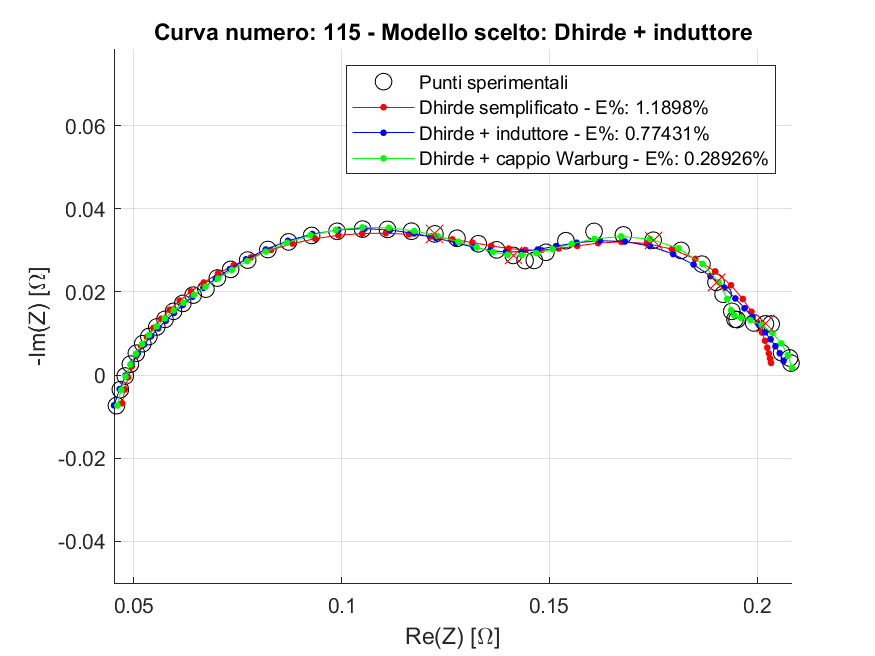 Curva numero: 115 - Modello scelto: Dhirde + induttore
Punti sperimentali
Dhirde semplificato - E%: 1.1898%
Dhirde + induttore - E%: 0.77431%
Dhirde + cappio Warburg - E%: 0.28926%
0.06
0.04
0.02
0
-0.02
-0.04
-Im(Z) [Ω]
0.05
0.1
0.15
0.2
Re(Z) [Ω]